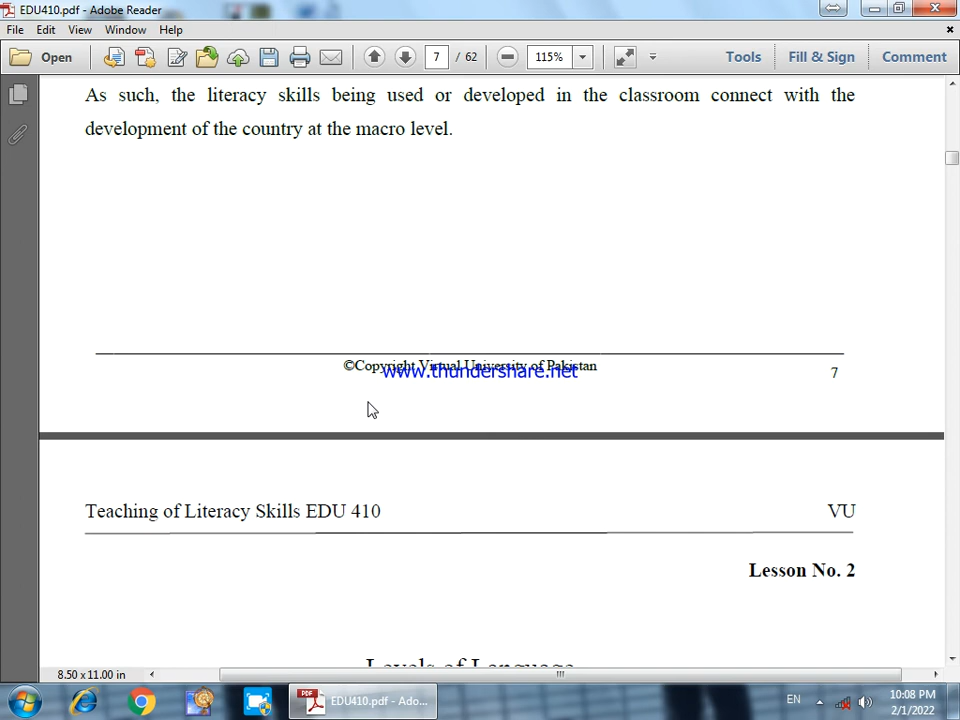 EDU410.pdf - Adobe Reader
File Edit View Window Help
Open 7 / 62 115% Tools Fill & Sign Comment
As such, the literacy skills being used or developed in the classroom connect with the
development of the country at the macro level.
©Copyright Virtual University of Pakistan
www.thundershare.net
7
Teaching of Literacy Skills EDU 410 VU
Lesson No. 2
Levels of Language
8.50 x 11.00 in
EDU410.pdf - Ado...
EN
10:08 PM
2/1/2022